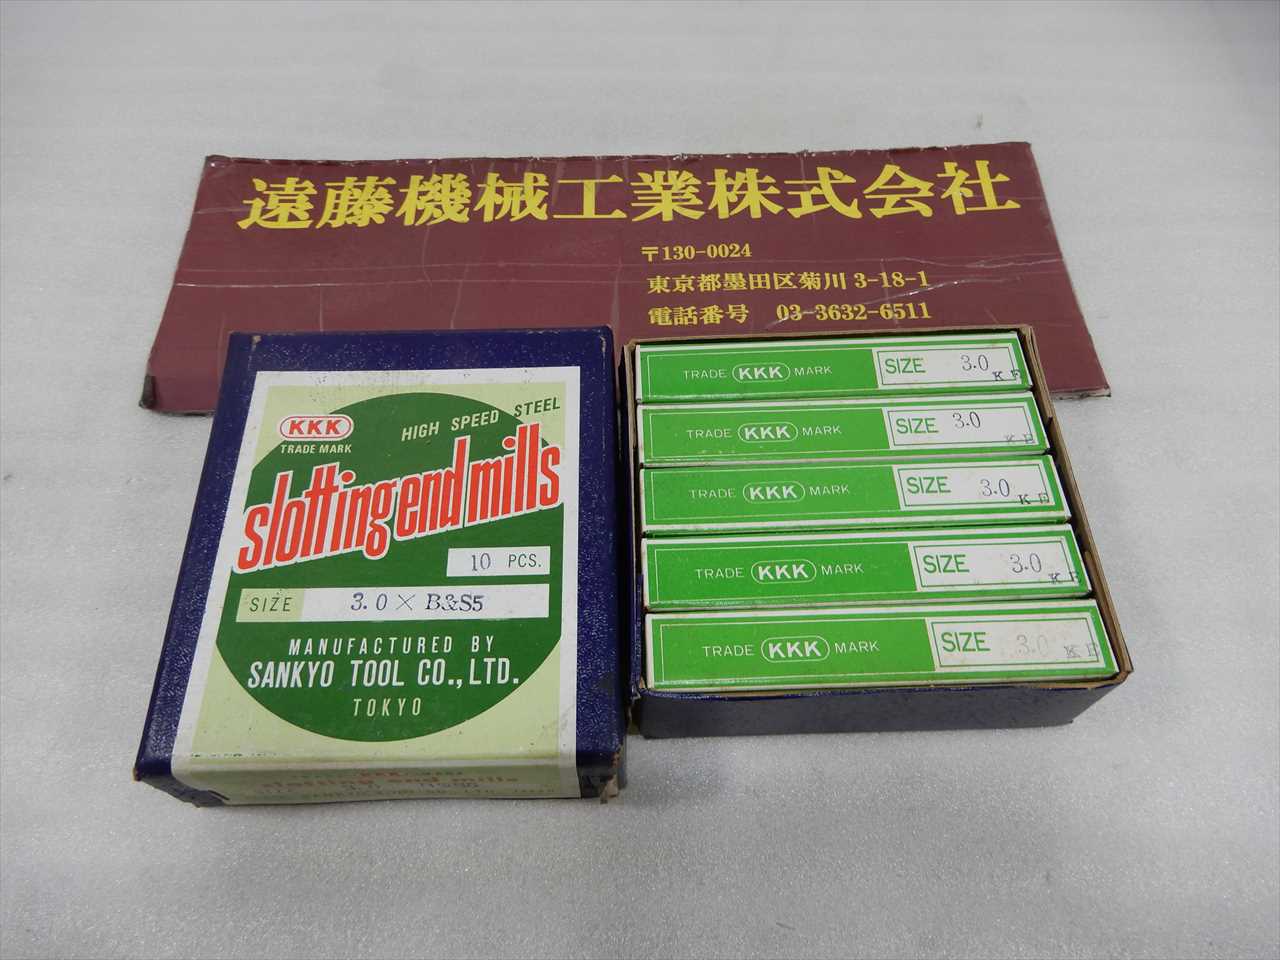 遠藤機械工業株式会社
〒130-0024
東京都墨田区菊川 3-18-1
電話番号 03-3632-6511
KKK
TRADE MARK
HIGH SPEED STEEL
slotting end mills
10 PCS.
SIZE 3.0 × B&S5
MANUFACTURED BY
SANKYO TOOL CO., LTD.
TOKYO
slotting end mills
TRADE KKK MARK SIZE 3.0
TRADE KKK MARK SIZE 3.0
TRADE KKK MARK SIZE 3.0
TRADE KKK MARK SIZE 3.0
TRADE KKK MARK SIZE 3.0